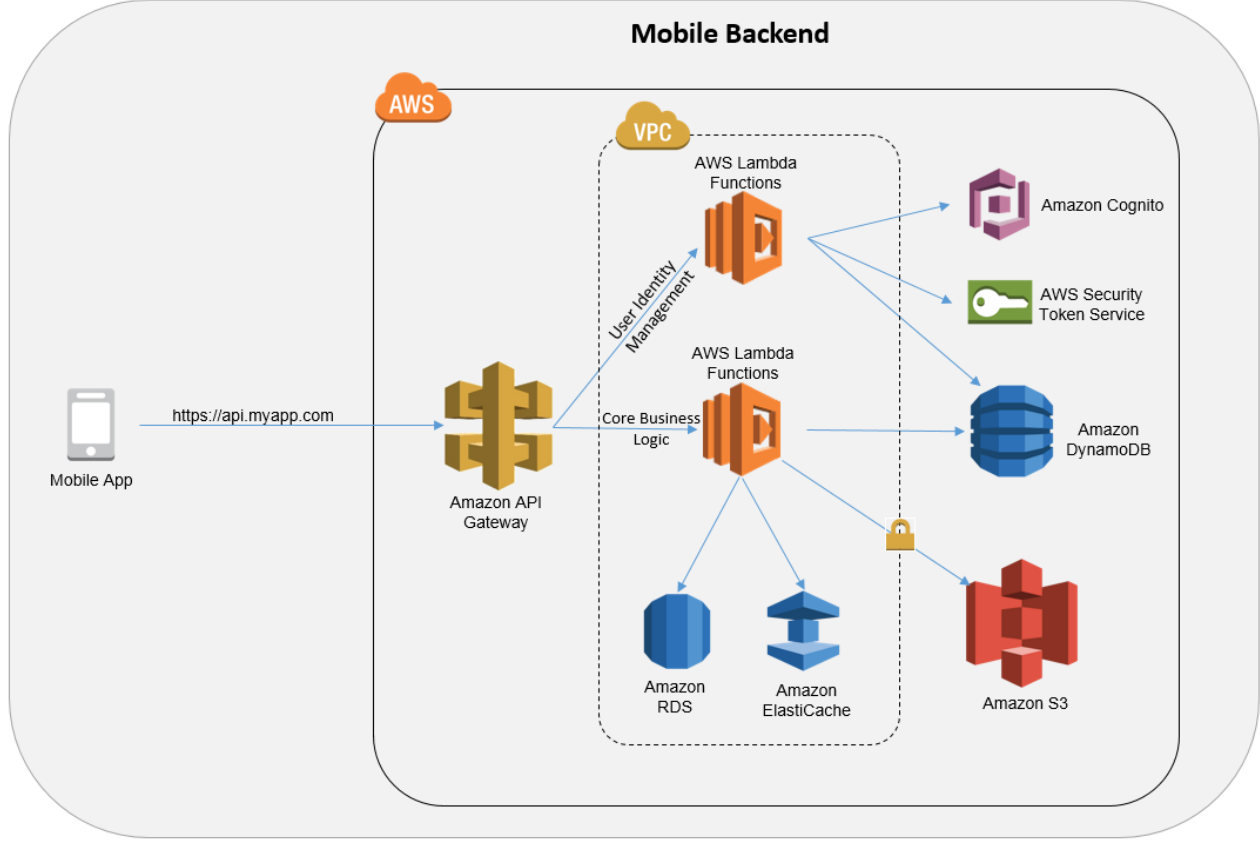 Mobile Backend
AWS
VPC
AWS Lambda
Functions
Amazon Cognito
User Identity
Management
AWS Security
Token Service
AWS Lambda
Functions
https://api.myapp.com
Core Business
Logic
Amazon
DynamoDB
Mobile App
Amazon API
Gateway
Amazon
RDS
Amazon
ElastiCache
Amazon S3